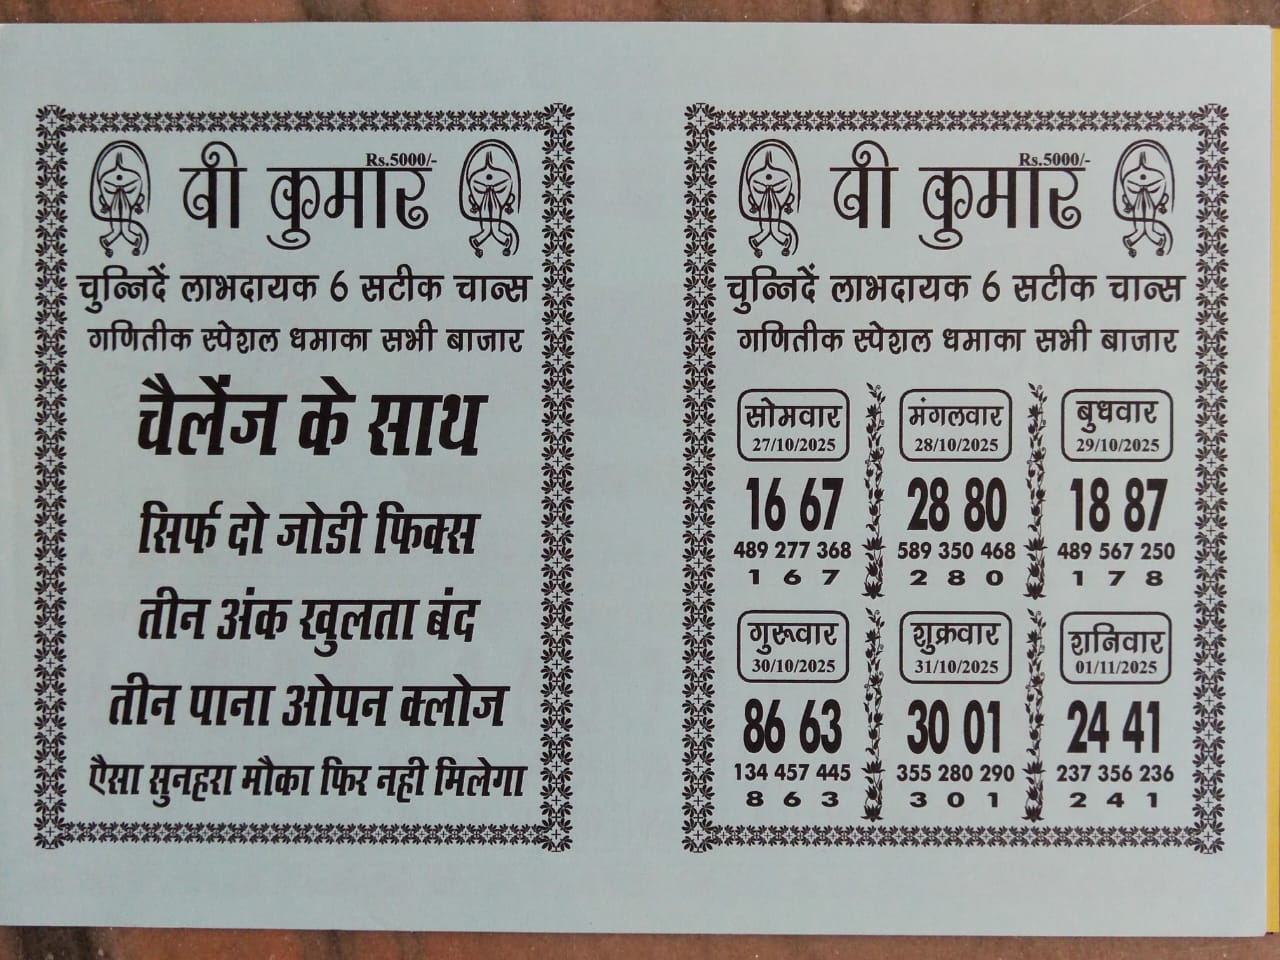 Rs.5000/-
बी कुमार
चुन्निदें लाभदायक 6 सटीक चान्स
गणितीक स्पेशल धमाका सभी बाजार
चैलेंज के साथ
सिर्फ दो जोडी फिक्स
तीन अंक खुलता बंद
तीन पाना ओपन क्लोज
ऐसा सुनहरा मौका फिर नही मिलेगा
Rs.5000/-
बी कुमार
चुन्निदें लाभदायक 6 सटीक चान्स
गणितीक स्पेशल धमाका सभी बाजार
सोमवार
27/10/2025
16 67
489 277 368
1 6 7
मंगलवार
28/10/2025
28 80
589 350 468
2 8 0
बुधवार
29/10/2025
18 87
489 567 250
1 7 8
गुरूवार
30/10/2025
86 63
134 457 445
8 6 3
शुक्रवार
31/10/2025
30 01
355 280 290
3 0 1
शनिवार
01/11/2025
24 41
237 356 236
2 4 1